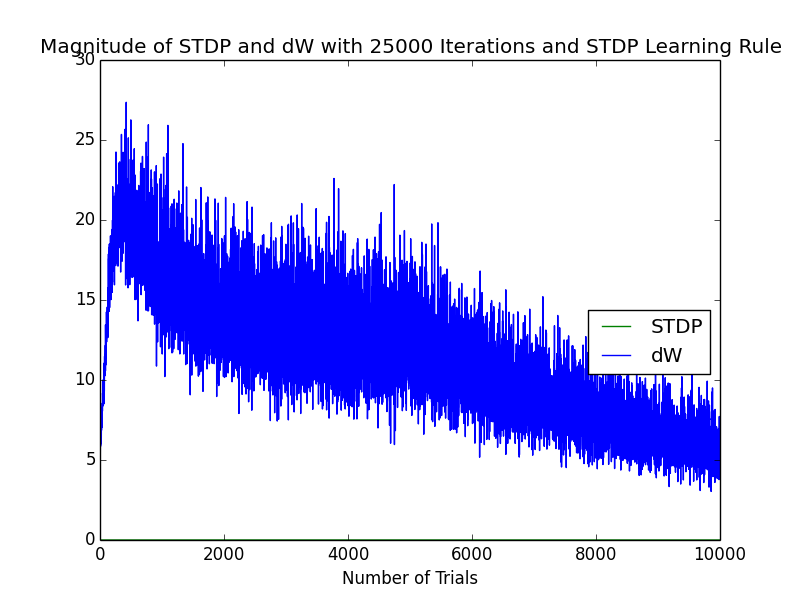 Magnitude of STDP and dW with 25000 Iterations and STDP Learning Rule
30
25
20
15
10
5
0
STDP
dW
0 2000 4000 6000 8000 10000
Number of Trials